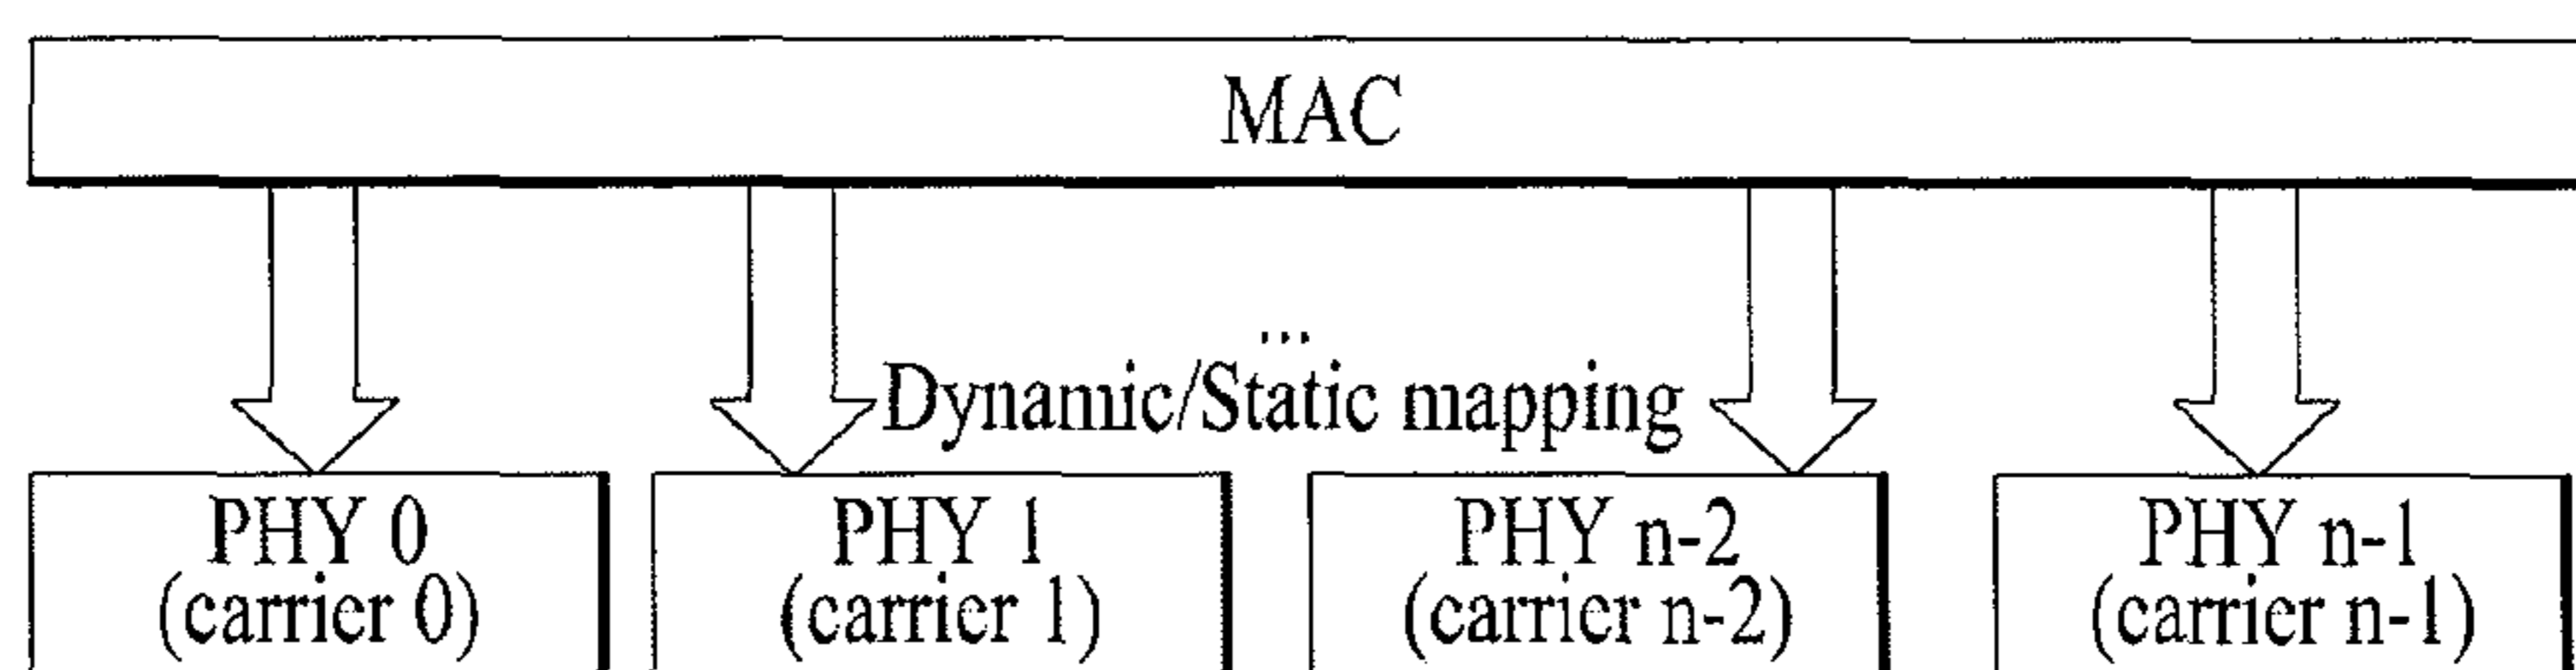 MAC
...
Dynamic/Static mapping
PHY 0
(carrier 0)
PHY 1
(carrier 1)
PHY n-2
(carrier n-2)
PHY n-1
(carrier n-1)